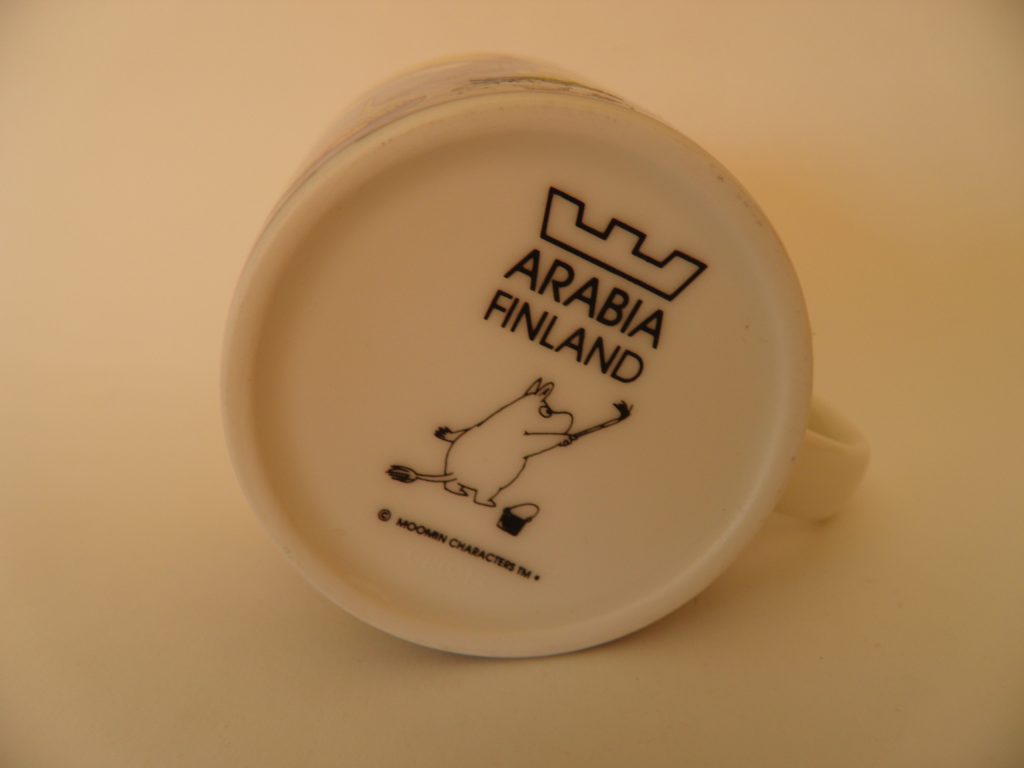 ARABIA
FINLAND
© MOOMIN CHARACTERS TM •